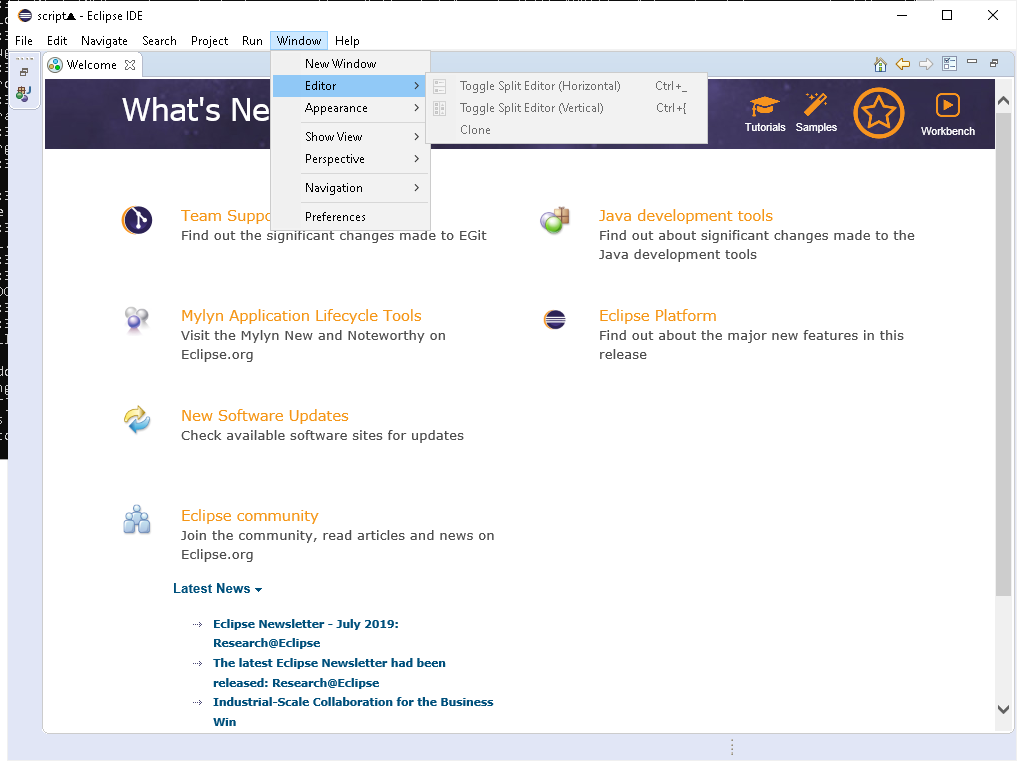 script▲ - Eclipse IDE
File Edit Navigate Search Project Run Window Help
Welcome
New Window
Editor
Appearance
Show View
Perspective
Navigation
Preferences
Toggle Split Editor (Horizontal) Ctrl+_
Toggle Split Editor (Vertical) Ctrl+{
Clone
What's Ne
Tutorials
Samples
Workbench
Team Suppo
Find out the significant changes made to EGit
Java development tools
Find out about significant changes made to the
Java development tools
Mylyn Application Lifecycle Tools
Visit the Mylyn New and Noteworthy on
Eclipse.org
Eclipse Platform
Find out about the major new features in this
release
New Software Updates
Check available software sites for updates
Eclipse community
Join the community, read articles and news on
Eclipse.org
Latest News
Eclipse Newsletter - July 2019:
Research@Eclipse
The latest Eclipse Newsletter had been
released: Research@Eclipse
Industrial-Scale Collaboration for the Business
Win